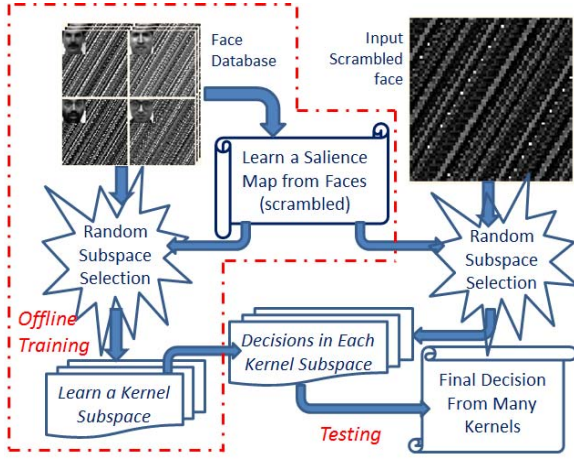 Face
Database
Input
Scrambled
face
Learn a Salience
Map from Faces
(scrambled)
Random
Subspace
Selection
Random
Subspace
Selection
Offline
Training
Decisions in Each
Kernel Subspace
Learn a Kernel
Subspace
Final Decision
From Many
Kernels
Testing